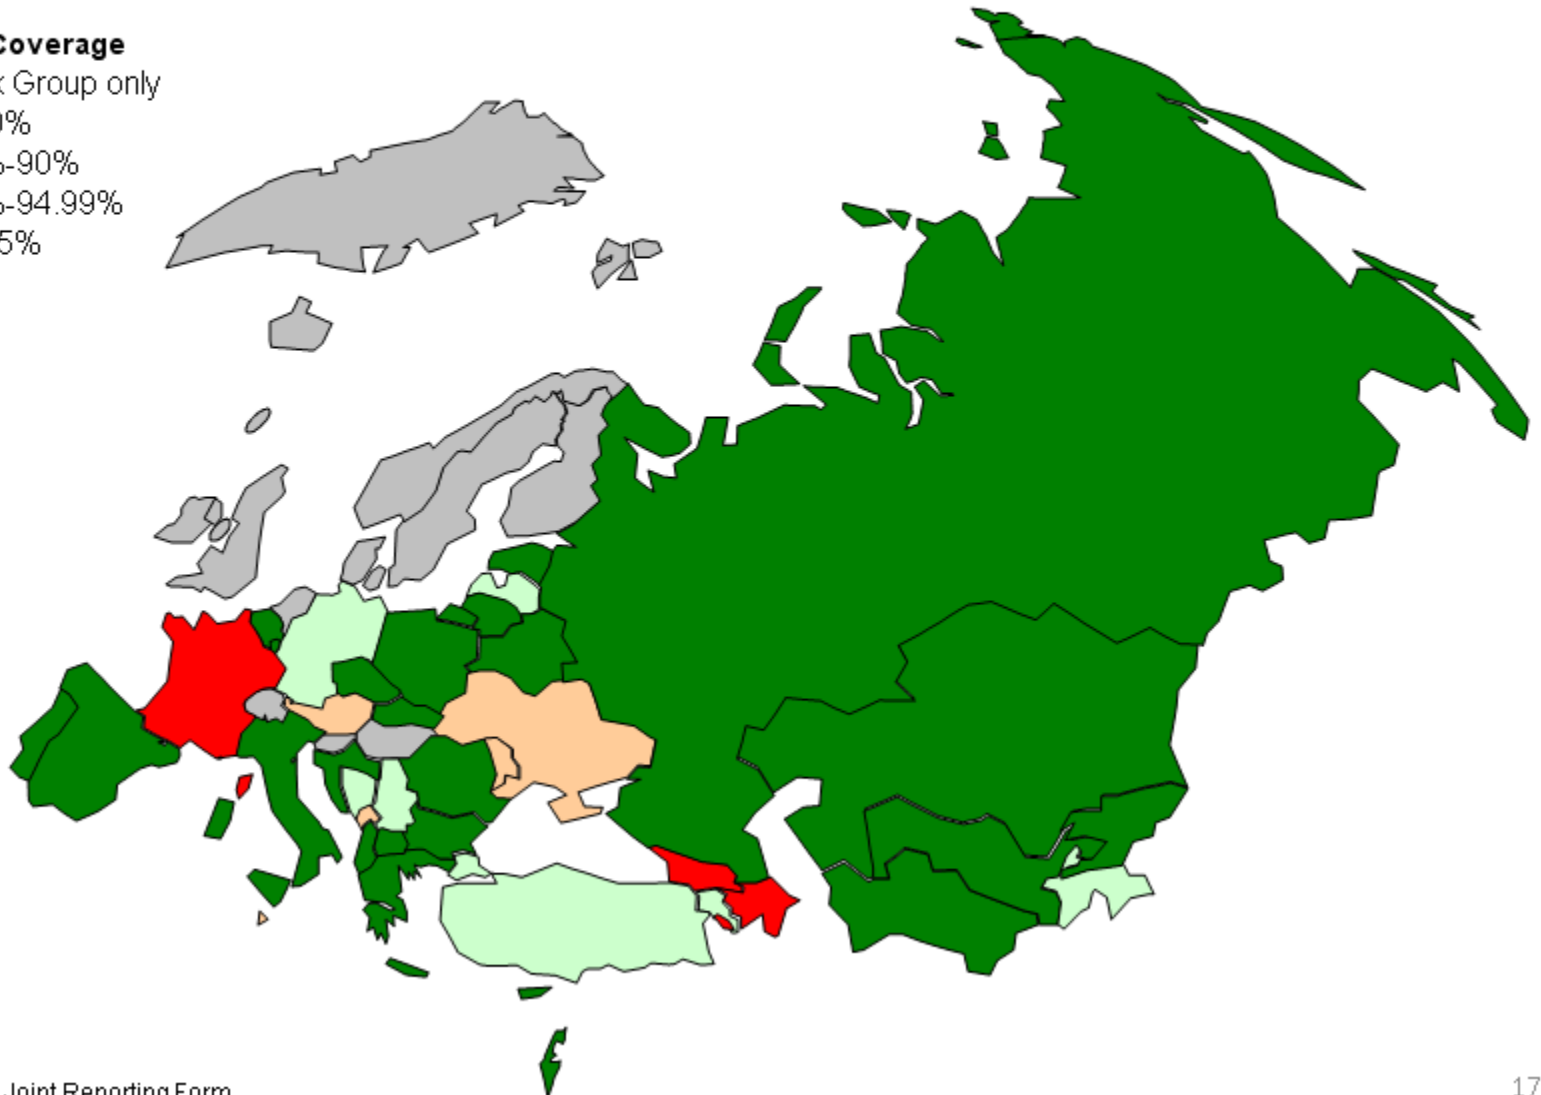 Coverage
Group only
%
-90%
-94.99%
5%
Joint Reporting Form
17